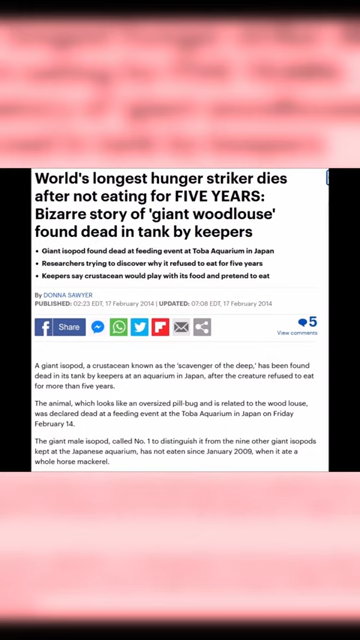 World's longest hunger striker dies
after not eating for FIVE YEARS:
Bizarre story of 'giant woodlouse'
found dead in tank by keepers
• Giant isopod found dead at feeding event at Toba Aquarium in Japan
• Researchers trying to discover why it refused to eat for five years
• Keepers say crustacean would play with its food and pretend to eat
By DONNA SAWYER
PUBLISHED: 02:23 EDT, 17 February 2014 | UPDATED: 07:08 EDT, 17 February 2014
Share
5
View comments
A giant isopod, a crustacean known as the 'scavenger of the deep,' has been found
dead in its tank by keepers at an aquarium in Japan, after the creature refused to eat
for more than five years.
The animal, which looks like an oversized pill-bug and is related to the wood louse,
was declared dead at a feeding event at the Toba Aquarium in Japan on Friday
February 14.
The giant male isopod, called No. 1 to distinguish it from the nine other giant isopods
kept at the Japanese aquarium, has not eaten since January 2009, when it ate a
whole horse mackerel.